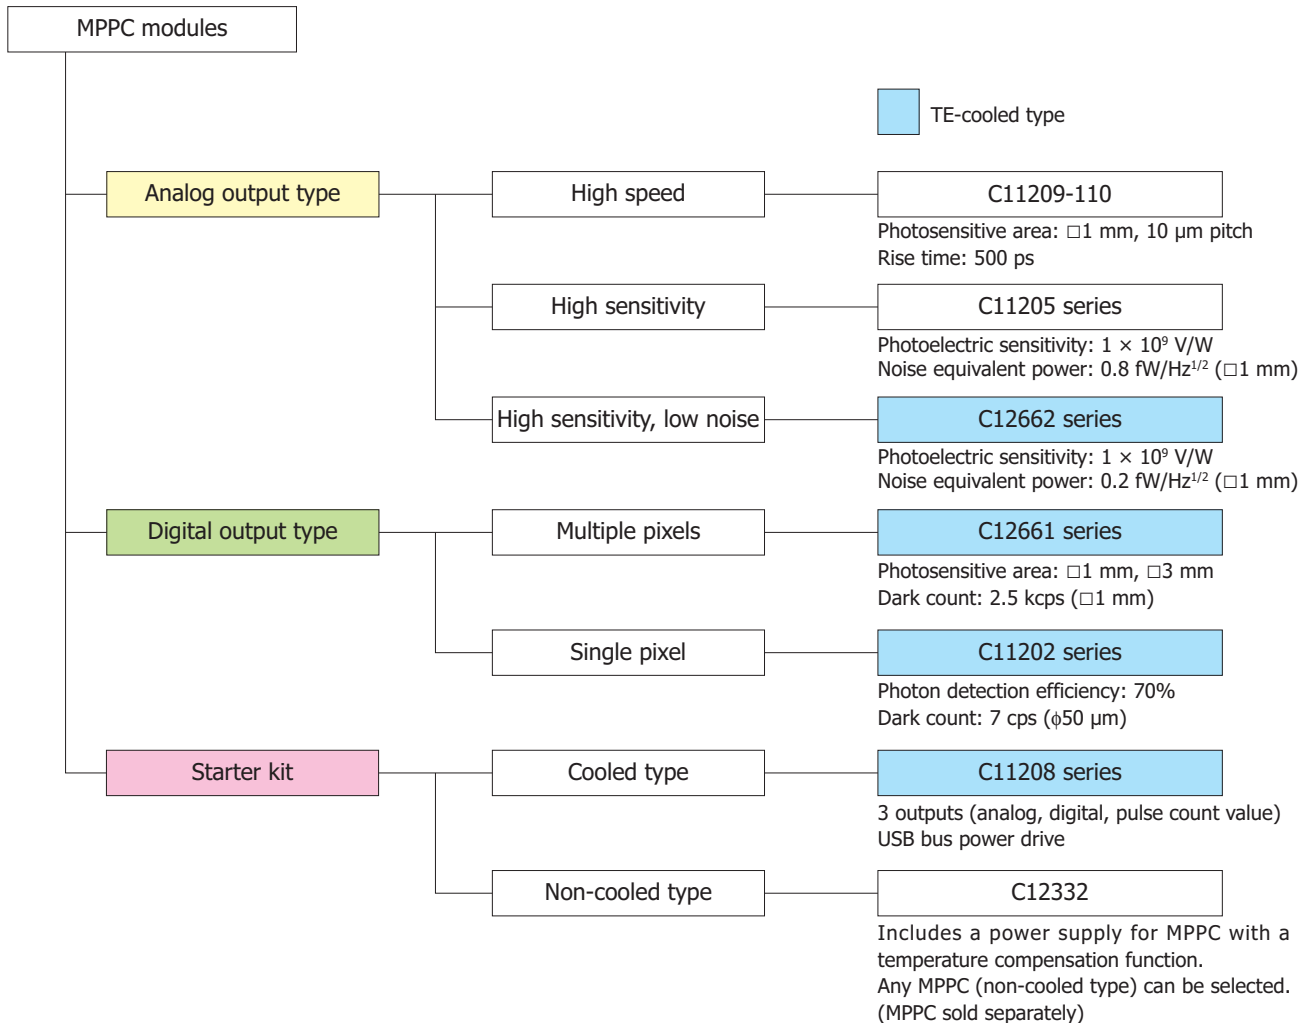 MPPC modules
TE-cooled type
Analog output type
High speed
C11209-110
Photosensitive area: □1 mm, 10 µm pitch
Rise time: 500 ps
High sensitivity
C11205 series
Photoelectric sensitivity: 1 × 10⁹ V/W
Noise equivalent power: 0.8 fW/Hz¹/² (□1 mm)
High sensitivity, low noise
C12662 series
Photoelectric sensitivity: 1 × 10⁹ V/W
Noise equivalent power: 0.2 fW/Hz¹/² (□1 mm)
Digital output type
Multiple pixels
C12661 series
Photosensitive area: □1 mm, □3 mm
Dark count: 2.5 kcps (□1 mm)
Single pixel
C11202 series
Photon detection efficiency: 70%
Dark count: 7 cps (ϕ50 µm)
Starter kit
Cooled type
C11208 series
3 outputs (analog, digital, pulse count value)
USB bus power drive
Non-cooled type
C12332
Includes a power supply for MPPC with a
temperature compensation function.
Any MPPC (non-cooled type) can be selected.
(MPPC sold separately)